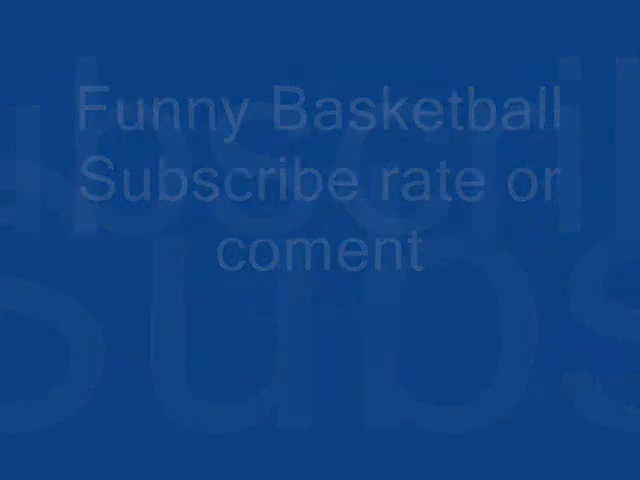 Funny Basketball
Subscribe rate or
coment